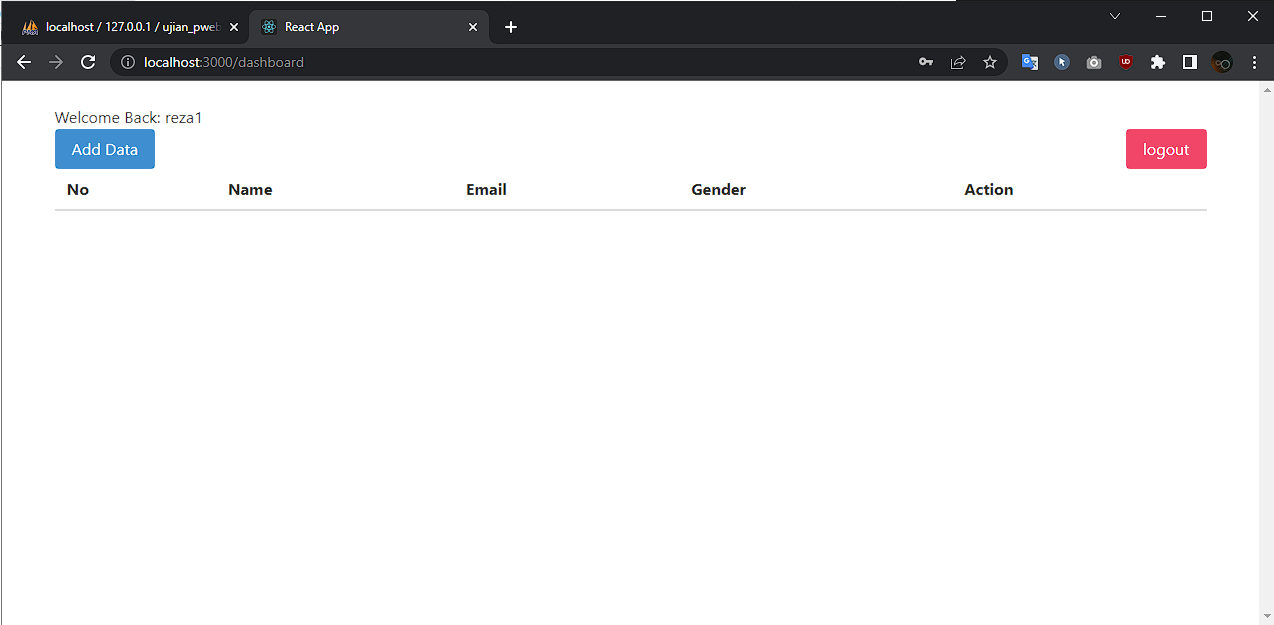 localhost / 127.0.0.1 / ujian_pweb
React App
localhost:3000/dashboard
Welcome Back: reza1
Add Data
logout
No Name Email Gender Action